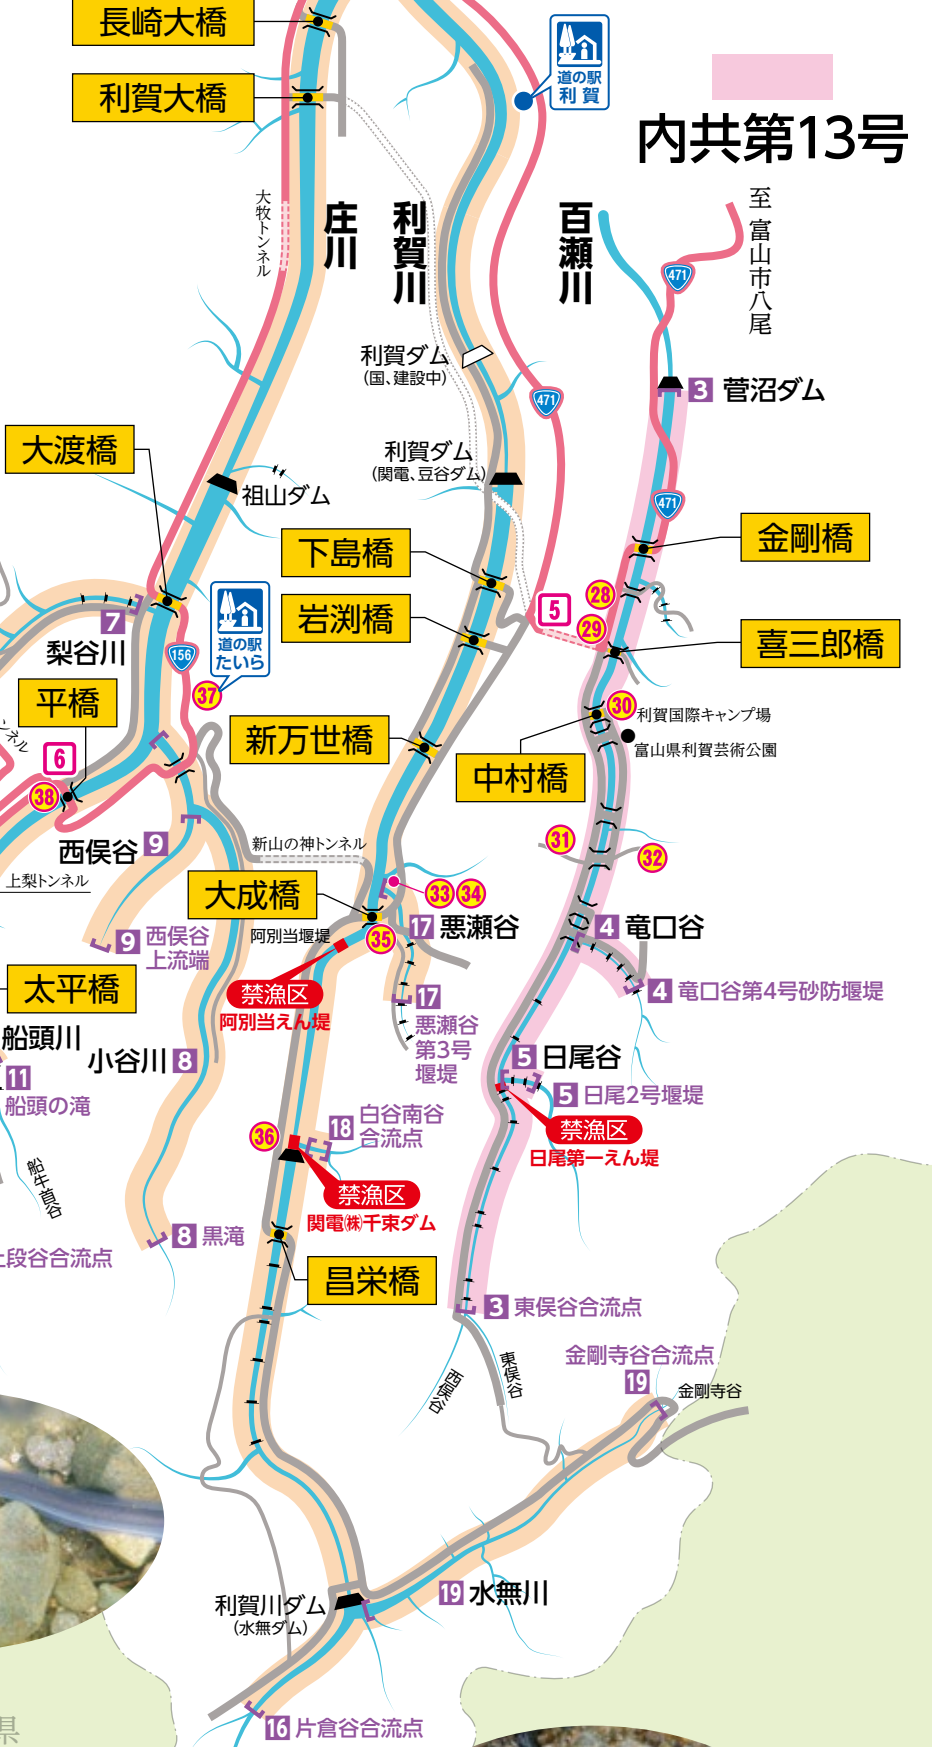 長崎大橋
利賀大橋
道の駅
利賀
内共第13号
大牧トンネル
庄川
利賀川
百瀬川
至 富山市八尾
471
利賀ダム
(国、建設中)
471
3 菅沼ダム
大渡橋
利賀ダム
(関電、豆谷ダム)
祖山ダム
471
金剛橋
下島橋
岩渕橋
28
5
29
喜三郎橋
7
梨谷川
道の駅
たいら
156
37
平橋
30
利賀国際キャンプ場
富山県利賀芸術公園
新万世橋
中村橋
ンネル
6
38
西俣谷 9
新山の神トンネル
31
32
上梨トンネル
大成橋
33 34
17 悪瀬谷
4 竜口谷
阿別当堰堤
35
9 西俣谷
上流端
太平橋
禁漁区
阿別当えん堤
17
悪瀬谷
第3号
堰堤
4 竜口谷第4号砂防堰堤
船頭川
小谷川 8
5 日尾谷
11
船頭の滝
5 日尾2号堰堤
18 白谷南谷
合流点
36
禁漁区
日尾第一えん堤
船牛首谷
禁漁区
関電㈱千束ダム
8 黒滝
上段谷合流点
昌栄橋
3 東俣谷合流点
金剛寺谷合流点
19
金剛寺谷
西俣谷
東俣谷
利賀川ダム
(水無ダム)
19 水無川
16 片倉谷合流点
県